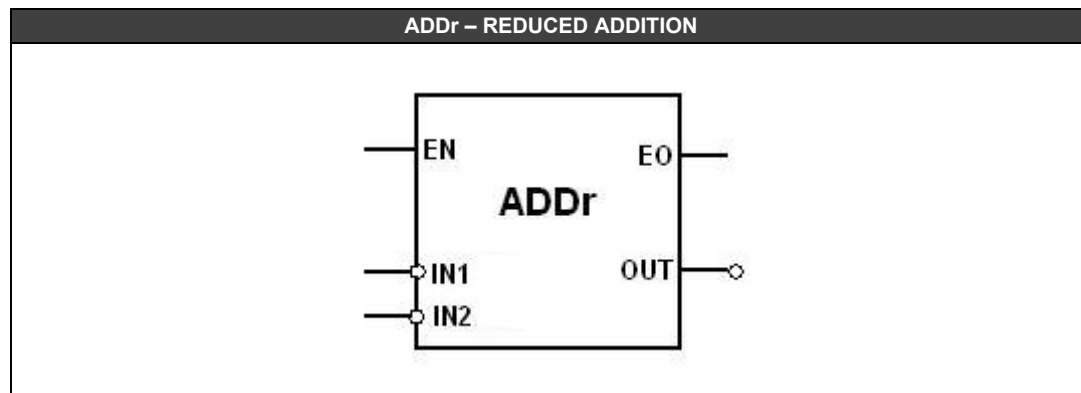 ADDr – REDUCED ADDITION
EN
EO
ADDr
IN1
OUT
IN2